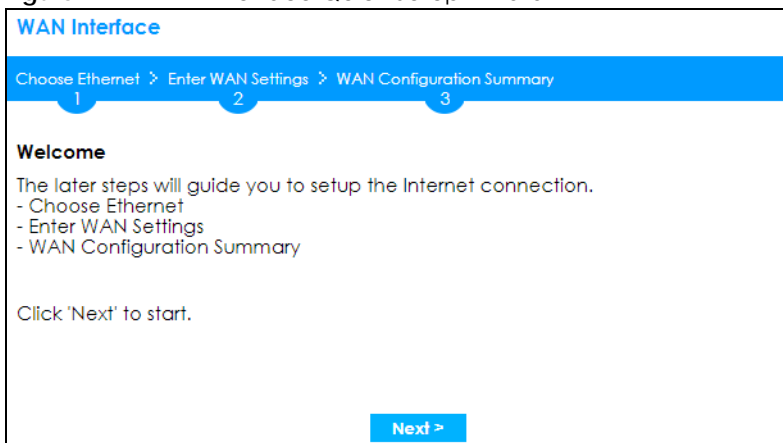 WAN Interface
Choose Ethernet > Enter WAN Settings > WAN Configuration Summary
1 2 3
Welcome
The later steps will guide you to setup the Internet connection.
- Choose Ethernet
- Enter WAN Settings
- WAN Configuration Summary
Click 'Next' to start.
Next >